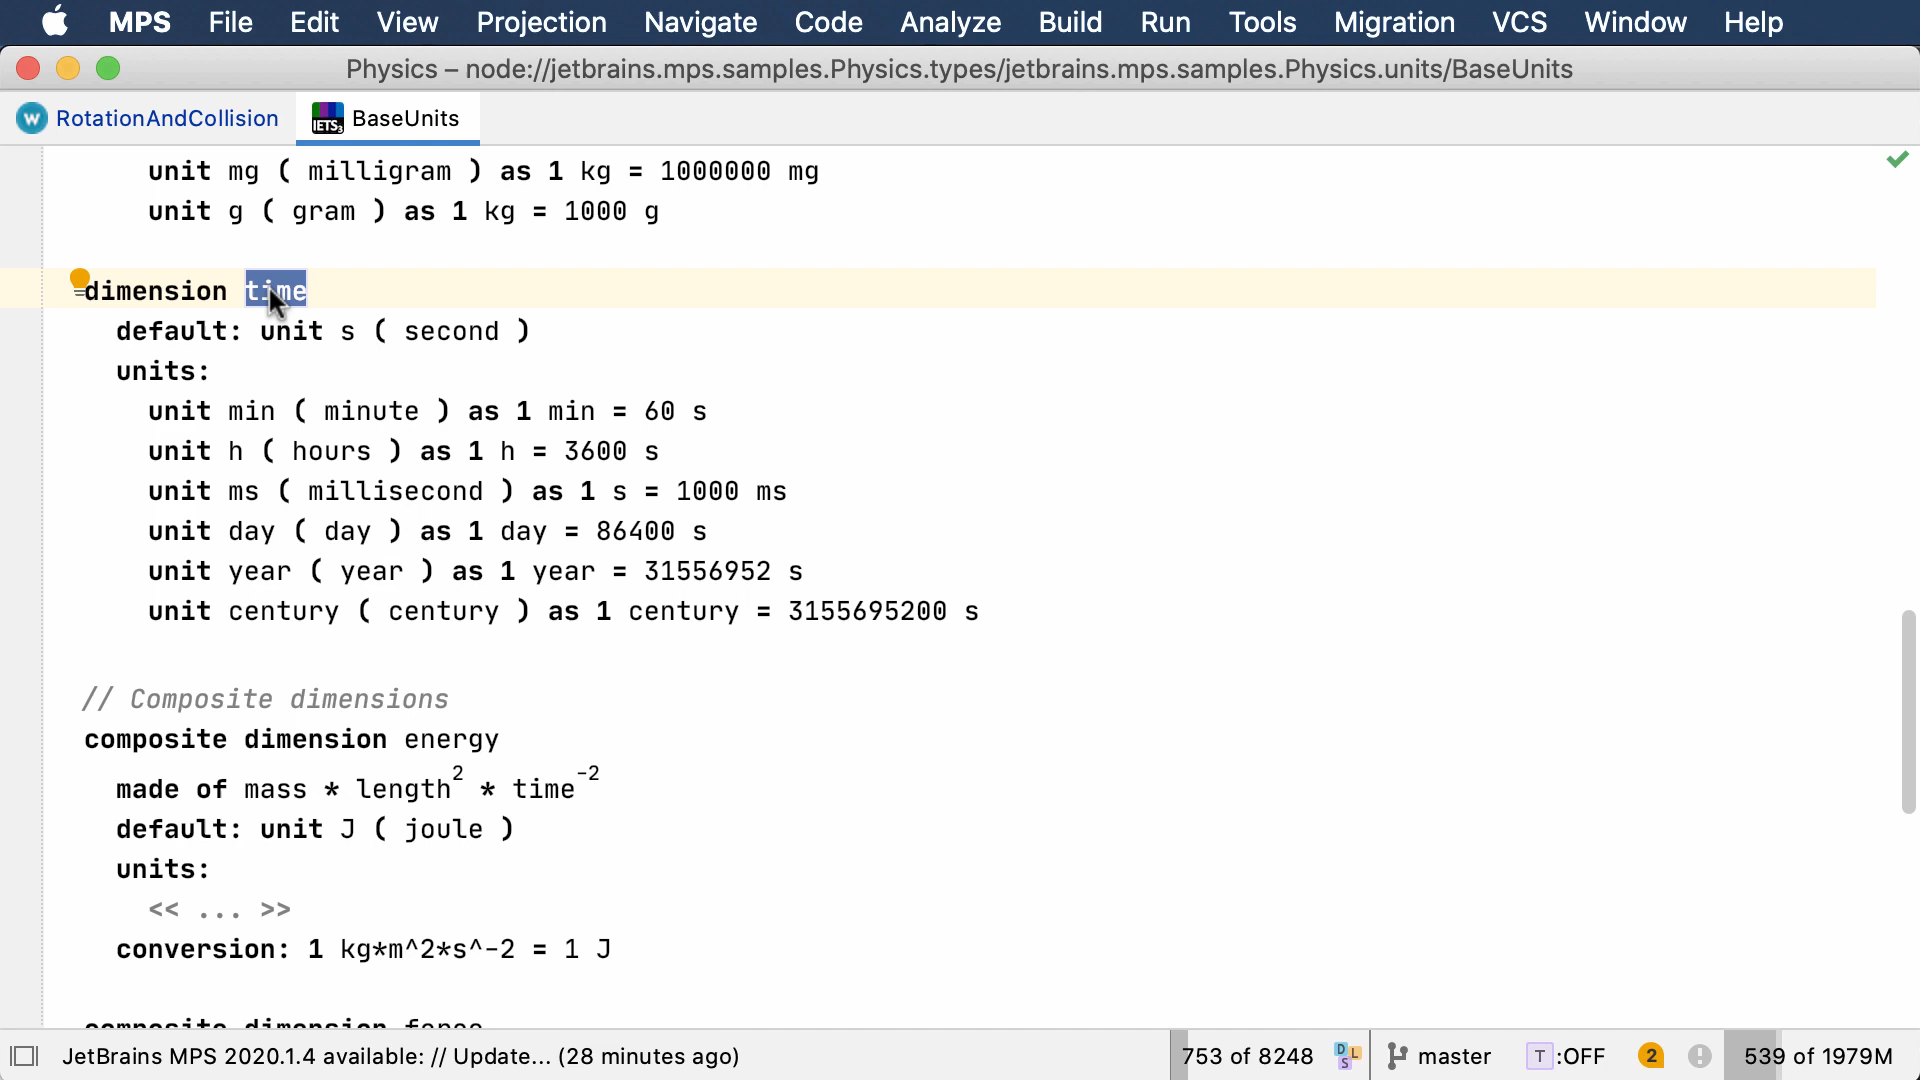 MPS File Edit View Projection Navigate Code Analyze Build Run Tools Migration VCS Window Help
Physics – node://jetbrains.mps.samples.Physics.types/jetbrains.mps.samples.Physics.units/BaseUnits
W RotationAndCollision IETS3 BaseUnits
unit mg ( milligram ) as 1 kg = 1000000 mg
unit g ( gram ) as 1 kg = 1000 g
dimension time
default: unit s ( second )
units:
unit min ( minute ) as 1 min = 60 s
unit h ( hours ) as 1 h = 3600 s
unit ms ( millisecond ) as 1 s = 1000 ms
unit day ( day ) as 1 day = 86400 s
unit year ( year ) as 1 year = 31556952 s
unit century ( century ) as 1 century = 3155695200 s
// Composite dimensions
composite dimension energy
made of mass * length² * time⁻²
default: unit J ( joule )
units:
<< ... >>
conversion: 1 kg*m^2*s^-2 = 1 J
composite dimension force
JetBrains MPS 2020.1.4 available: // Update... (28 minutes ago) 753 of 8248 DLS master T :OFF 2 539 of 1979M